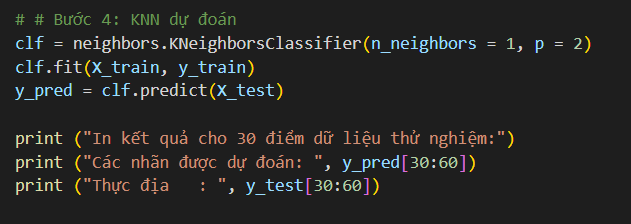 # # Bước 4: KNN dự đoán
clf = neighbors.KNeighborsClassifier(n_neighbors = 1, p = 2)
clf.fit(X_train, y_train)
y_pred = clf.predict(X_test)
print ("In kết quả cho 30 điểm dữ liệu thử nghiệm:")
print ("Các nhãn được dự đoán: ", y_pred[30:60])
print ("Thực địa   : ", y_test[30:60])